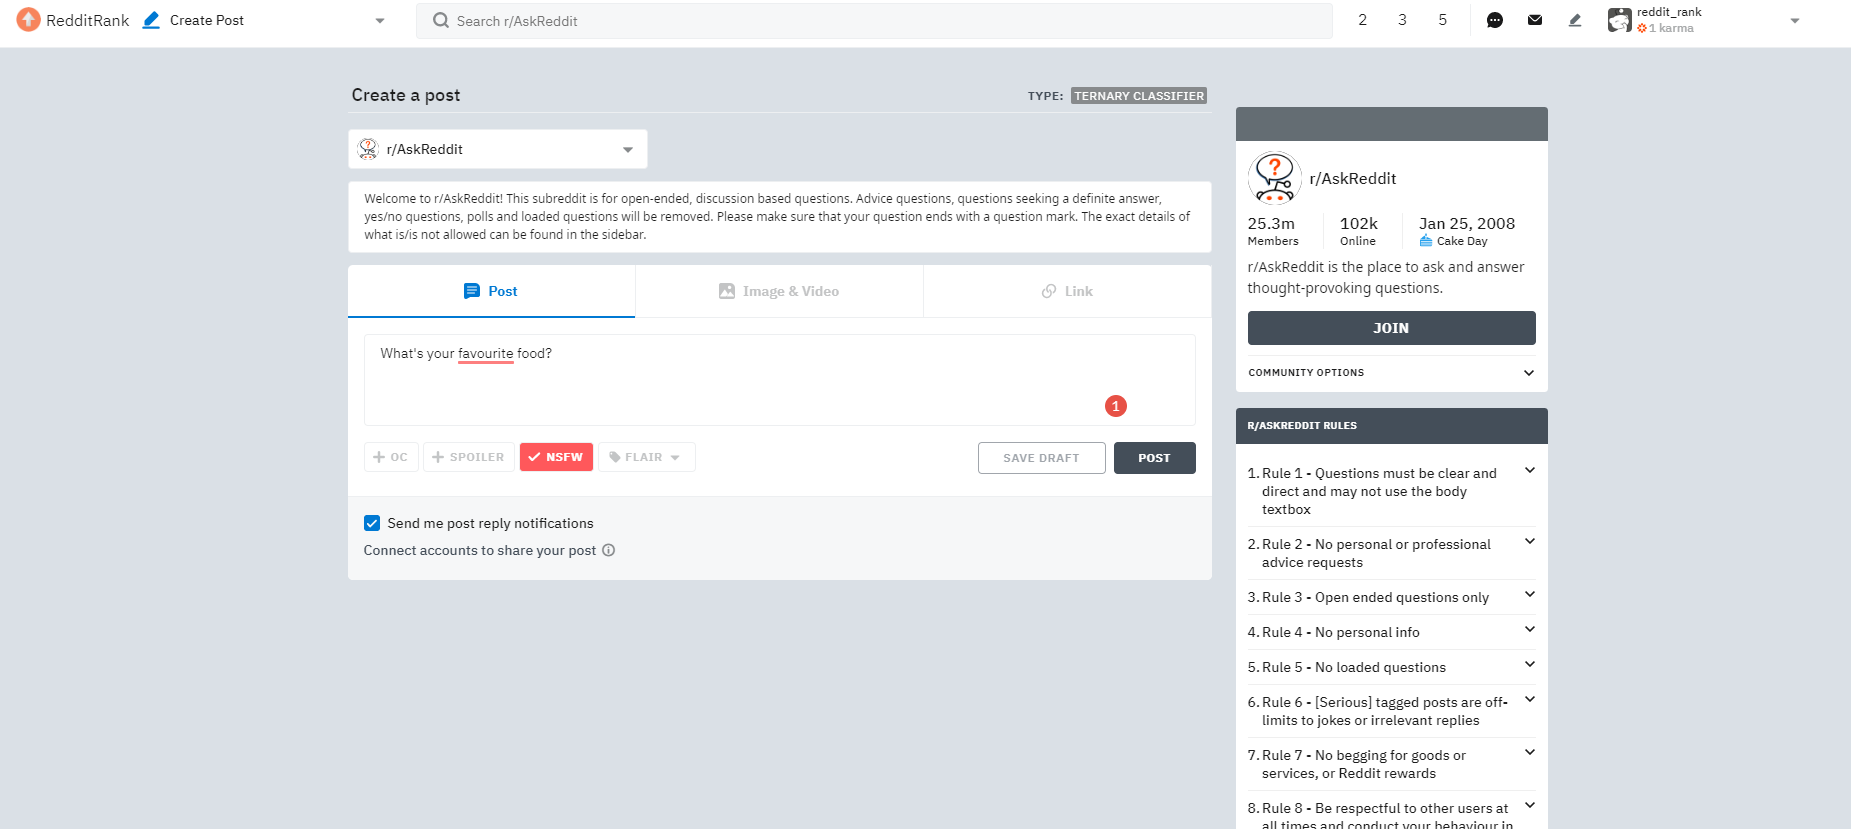 RedditRank Create Post
Search r/AskReddit
2 3 5
reddit_rank
1 karma
Create a post
TYPE: TERNARY CLASSIFIER
r/AskReddit
Welcome to r/AskReddit! This subreddit is for open-ended, discussion based questions. Advice questions, questions seeking a definite answer,
yes/no questions, polls and loaded questions will be removed. Please make sure that your question ends with a question mark. The exact details of
what is/is not allowed can be found in the sidebar.
Post
Image & Video
Link
What's your favourite food?
1
OC
SPOILER
NSFW
FLAIR
SAVE DRAFT
POST
Send me post reply notifications
Connect accounts to share your post
r/AskReddit
25.3m 102k Jan 25, 2008
Members Online Cake Day
r/AskReddit is the place to ask and answer
thought-provoking questions.
JOIN
COMMUNITY OPTIONS
R/ASKREDDIT RULES
1. Rule 1 - Questions must be clear and
direct and may not use the body
textbox
2. Rule 2 - No personal or professional
advice requests
3. Rule 3 - Open ended questions only
4. Rule 4 - No personal info
5. Rule 5 - No loaded questions
6. Rule 6 - [Serious] tagged posts are off-
limits to jokes or irrelevant replies
7. Rule 7 - No begging for goods or
services, or Reddit rewards
8. Rule 8 - Be respectful to other users at
all times and conduct your behaviour in